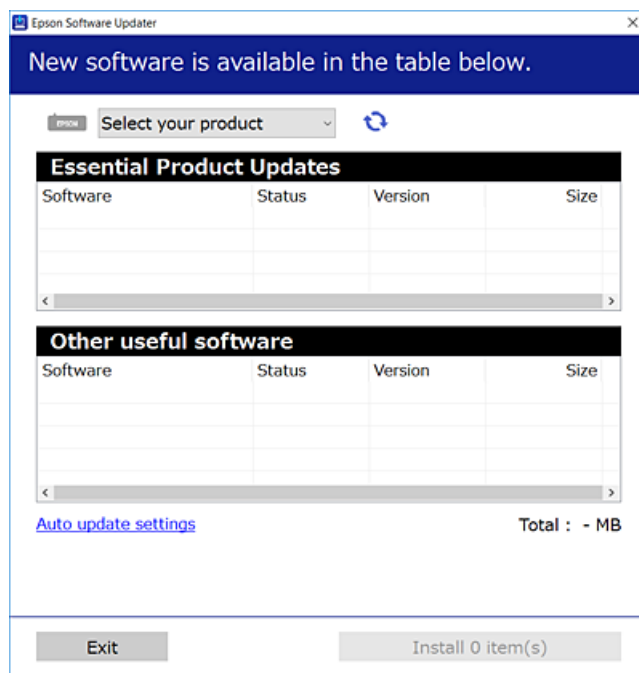 Epson Software Updater
New software is available in the table below.
EPSON Select your product
Essential Product Updates
Software Status Version Size
Other useful software
Software Status Version Size
Auto update settings Total : - MB
Exit Install 0 item(s)